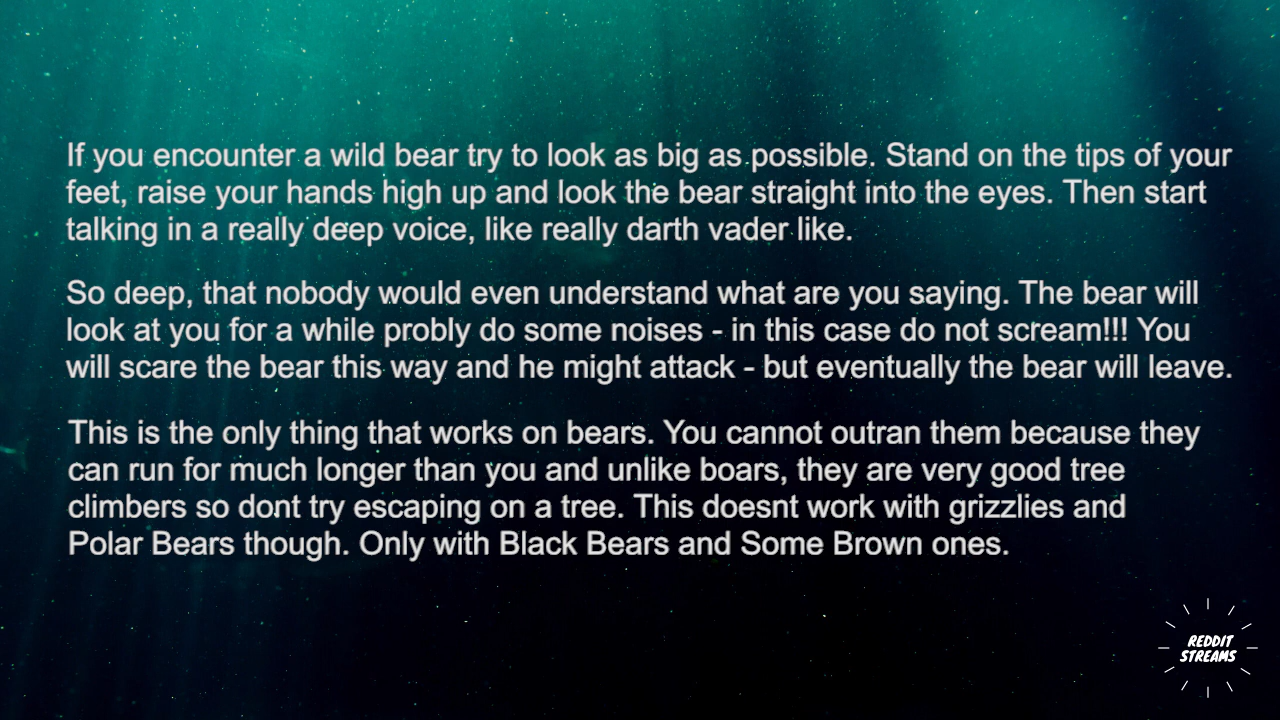 If you encounter a wild bear try to look as big as possible. Stand on the tips of your
feet, raise your hands high up and look the bear straight into the eyes. Then start
talking in a really deep voice, like really darth vader like.
So deep, that nobody would even understand what are you saying. The bear will
look at you for a while probly do some noises - in this case do not scream!!! You
will scare the bear this way and he might attack - but eventually the bear will leave.
This is the only thing that works on bears. You cannot outran them because they
can run for much longer than you and unlike boars, they are very good tree
climbers so dont try escaping on a tree. This doesnt work with grizzlies and
Polar Bears though. Only with Black Bears and Some Brown ones.
REDDIT
STREAMS